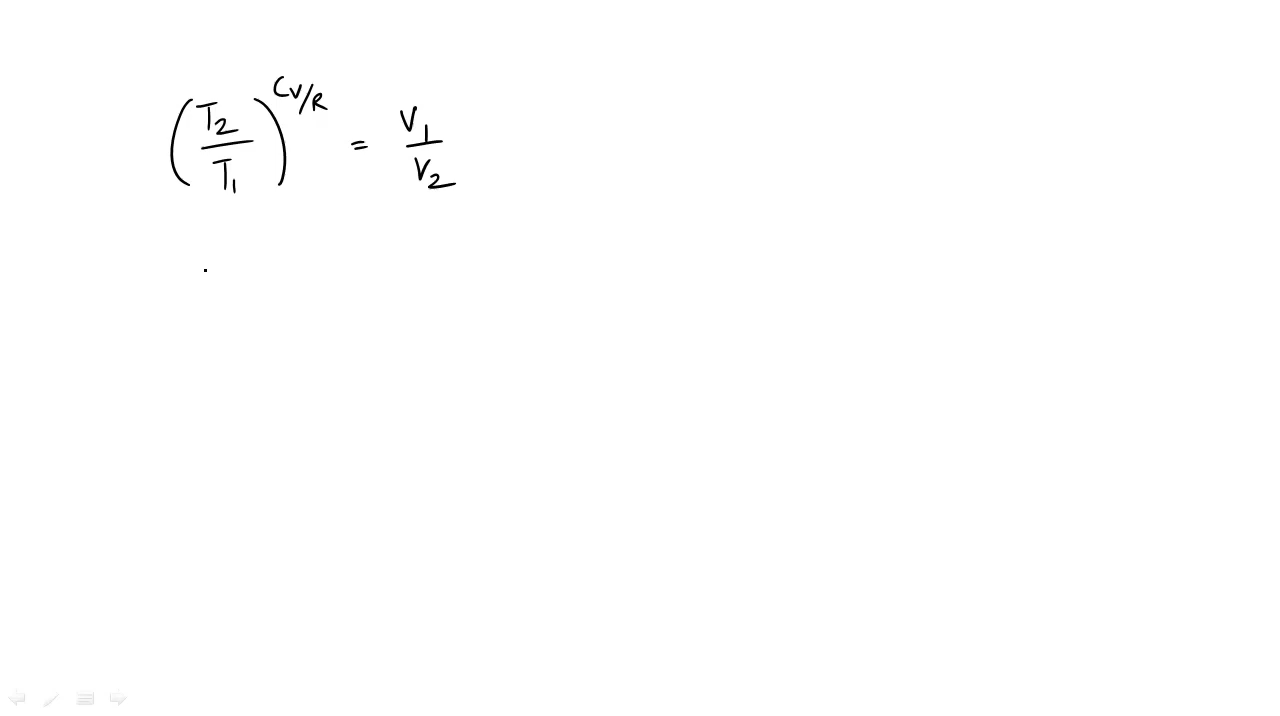 (T₂/T₁)^(Cv/R) = V₁/V₂